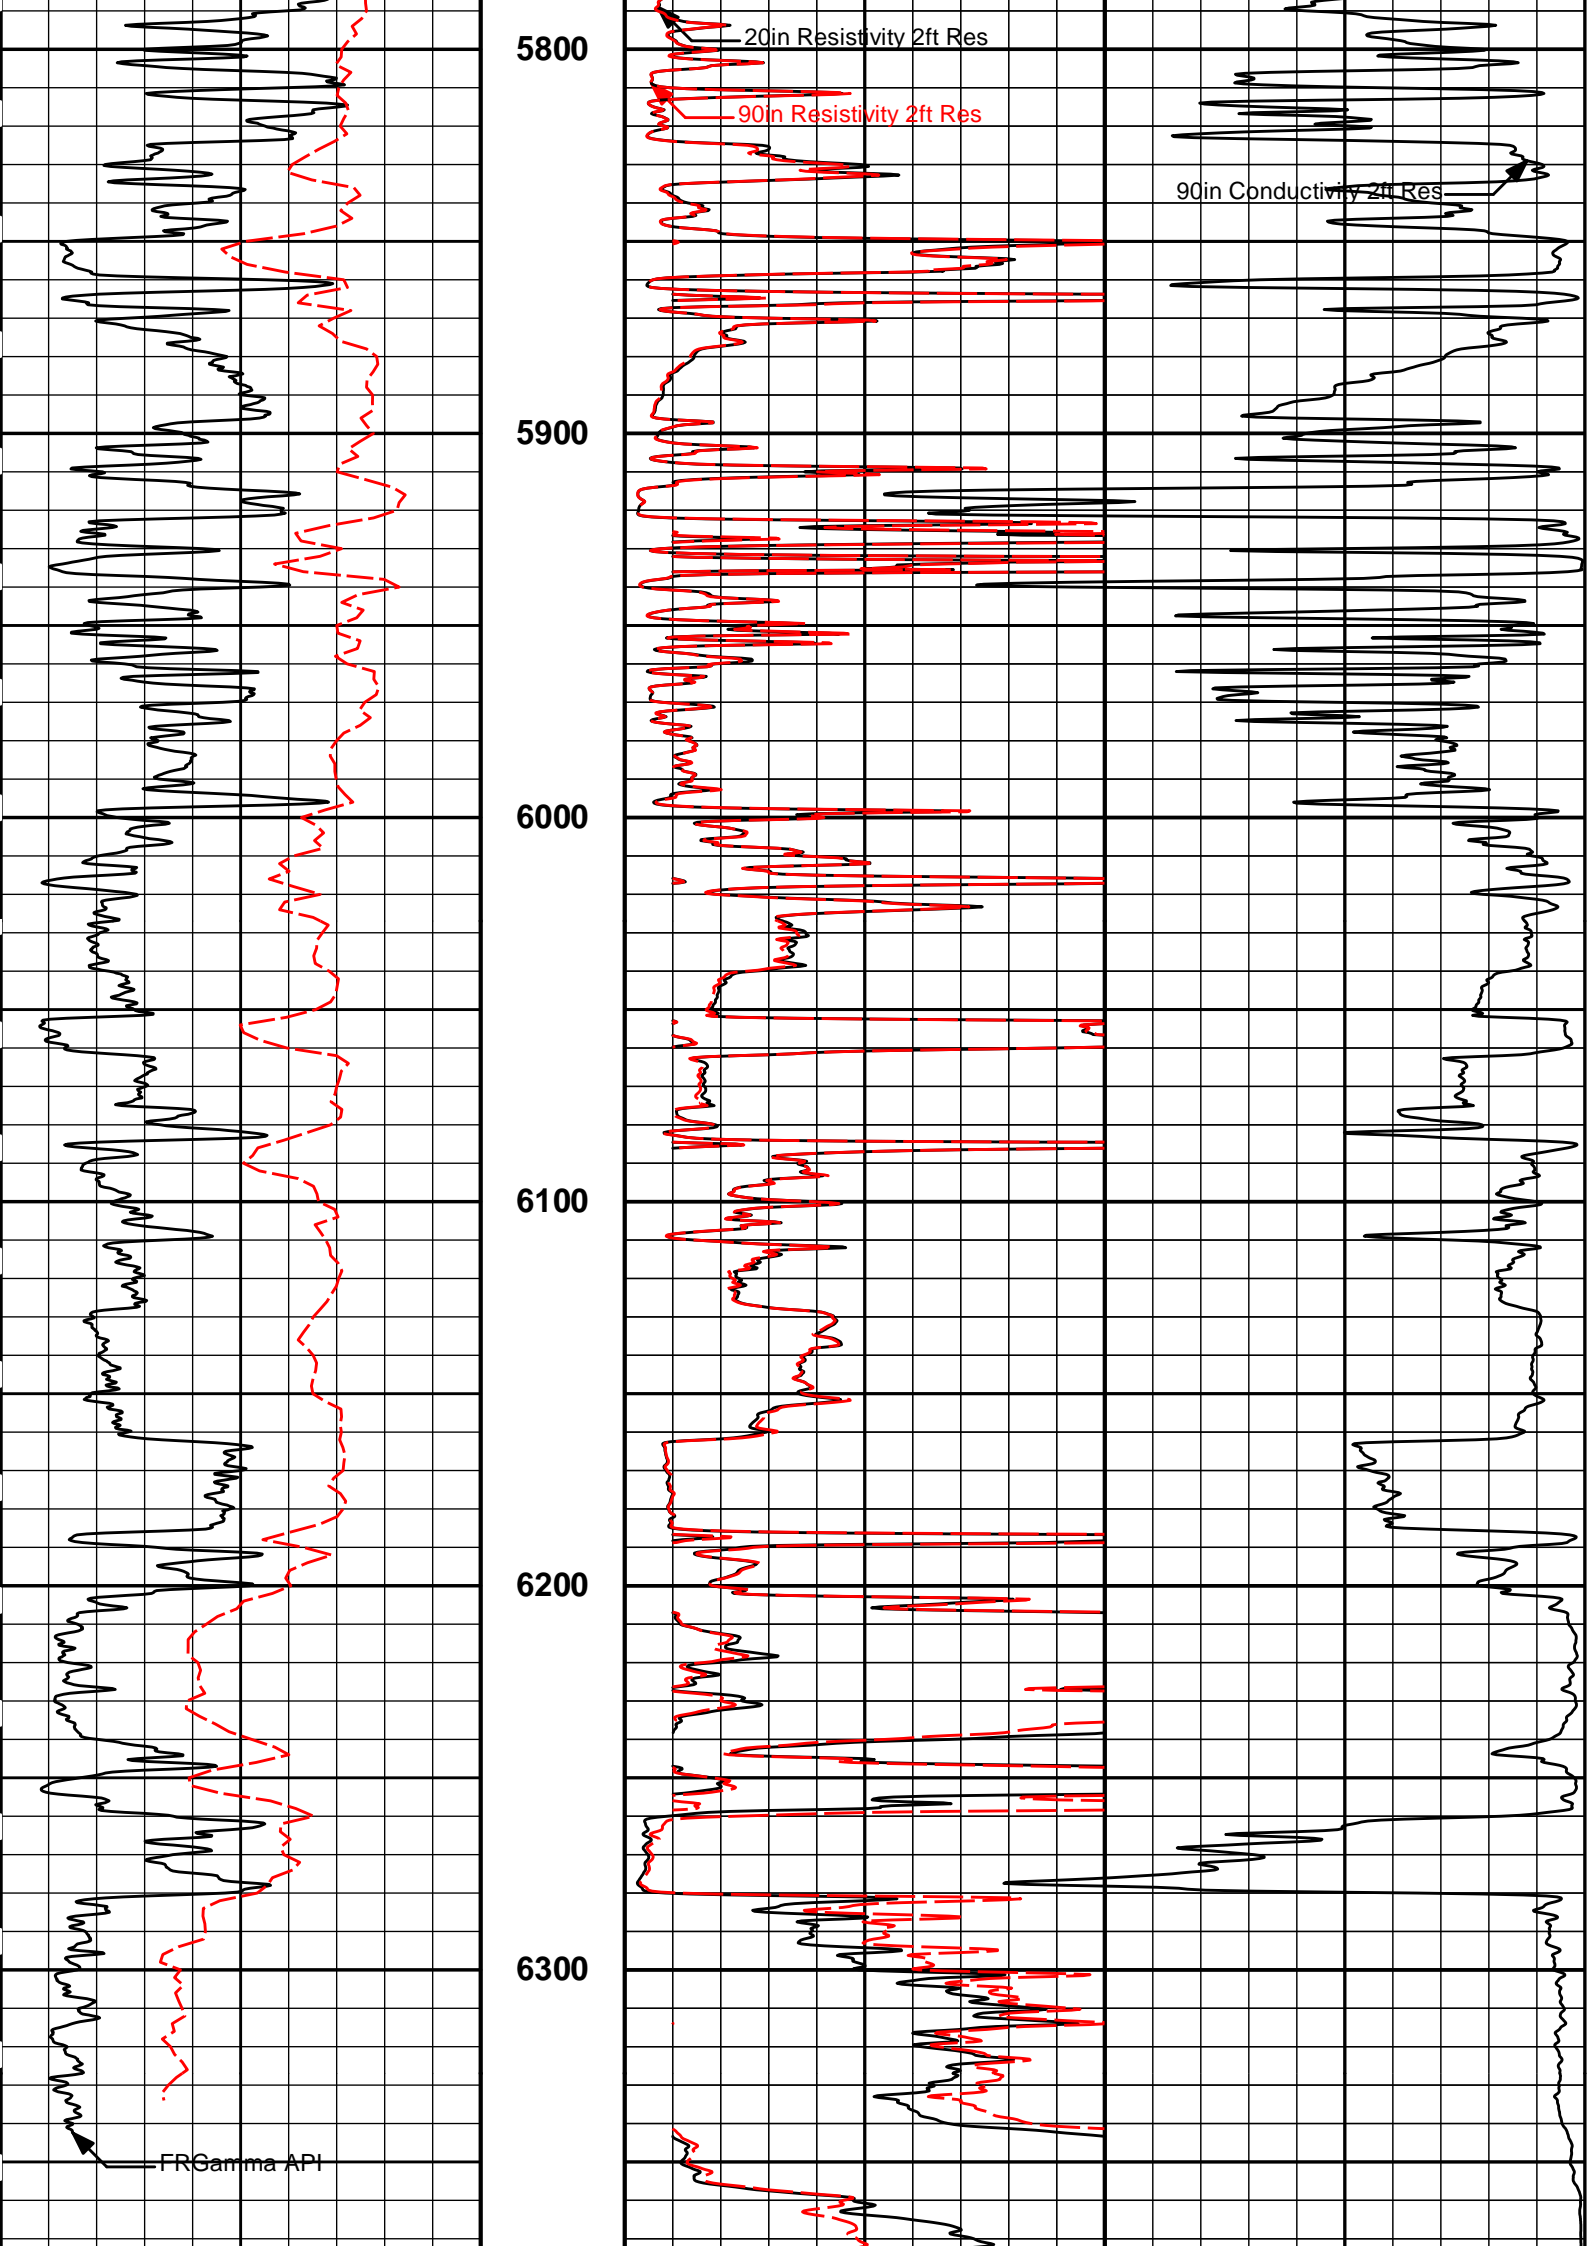 20in Resistivity 2ft Res
5800
90in Resistivity 2ft Res
90in Conductivity 2ft Res
5900
6000
6100
6200
6300
FRGamma API